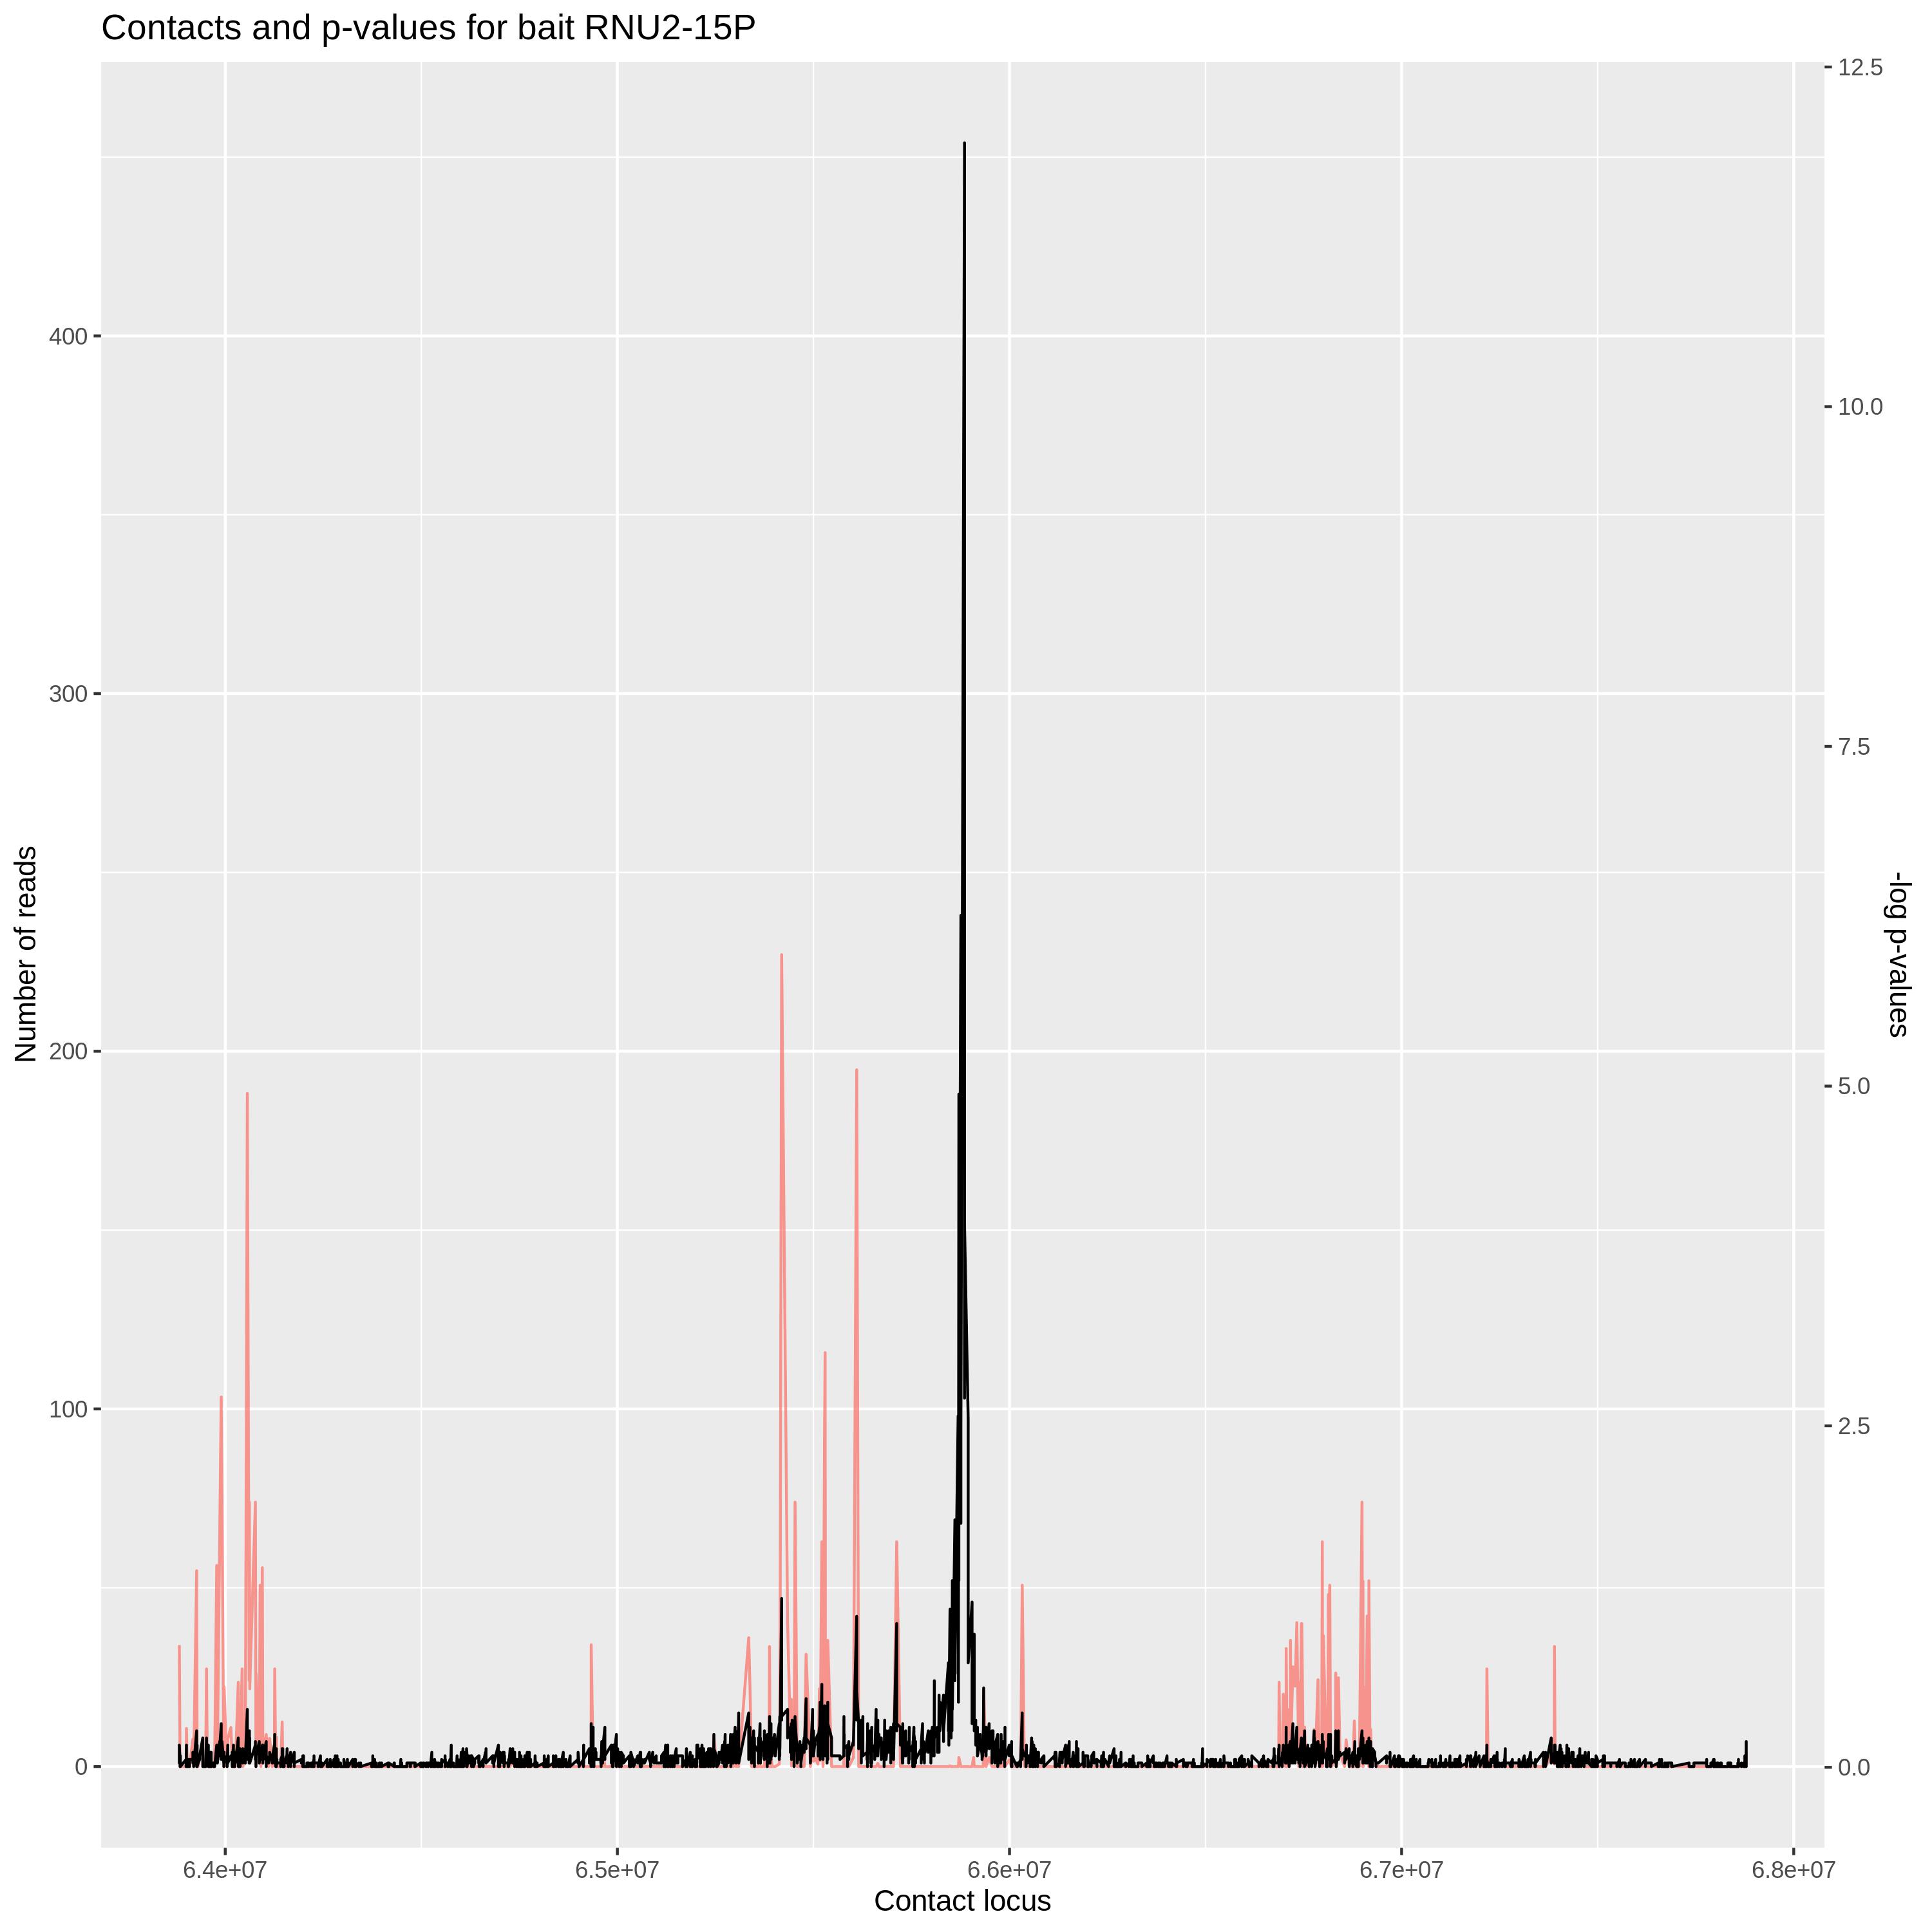 Contacts and p-values for bait RNU2-15P
Number of reads
400
300
200
100
0
12.5
10.0
7.5
5.0
2.5
0.0
-log p-values
6.4e+07
6.5e+07
6.6e+07
6.7e+07
6.8e+07
Contact locus